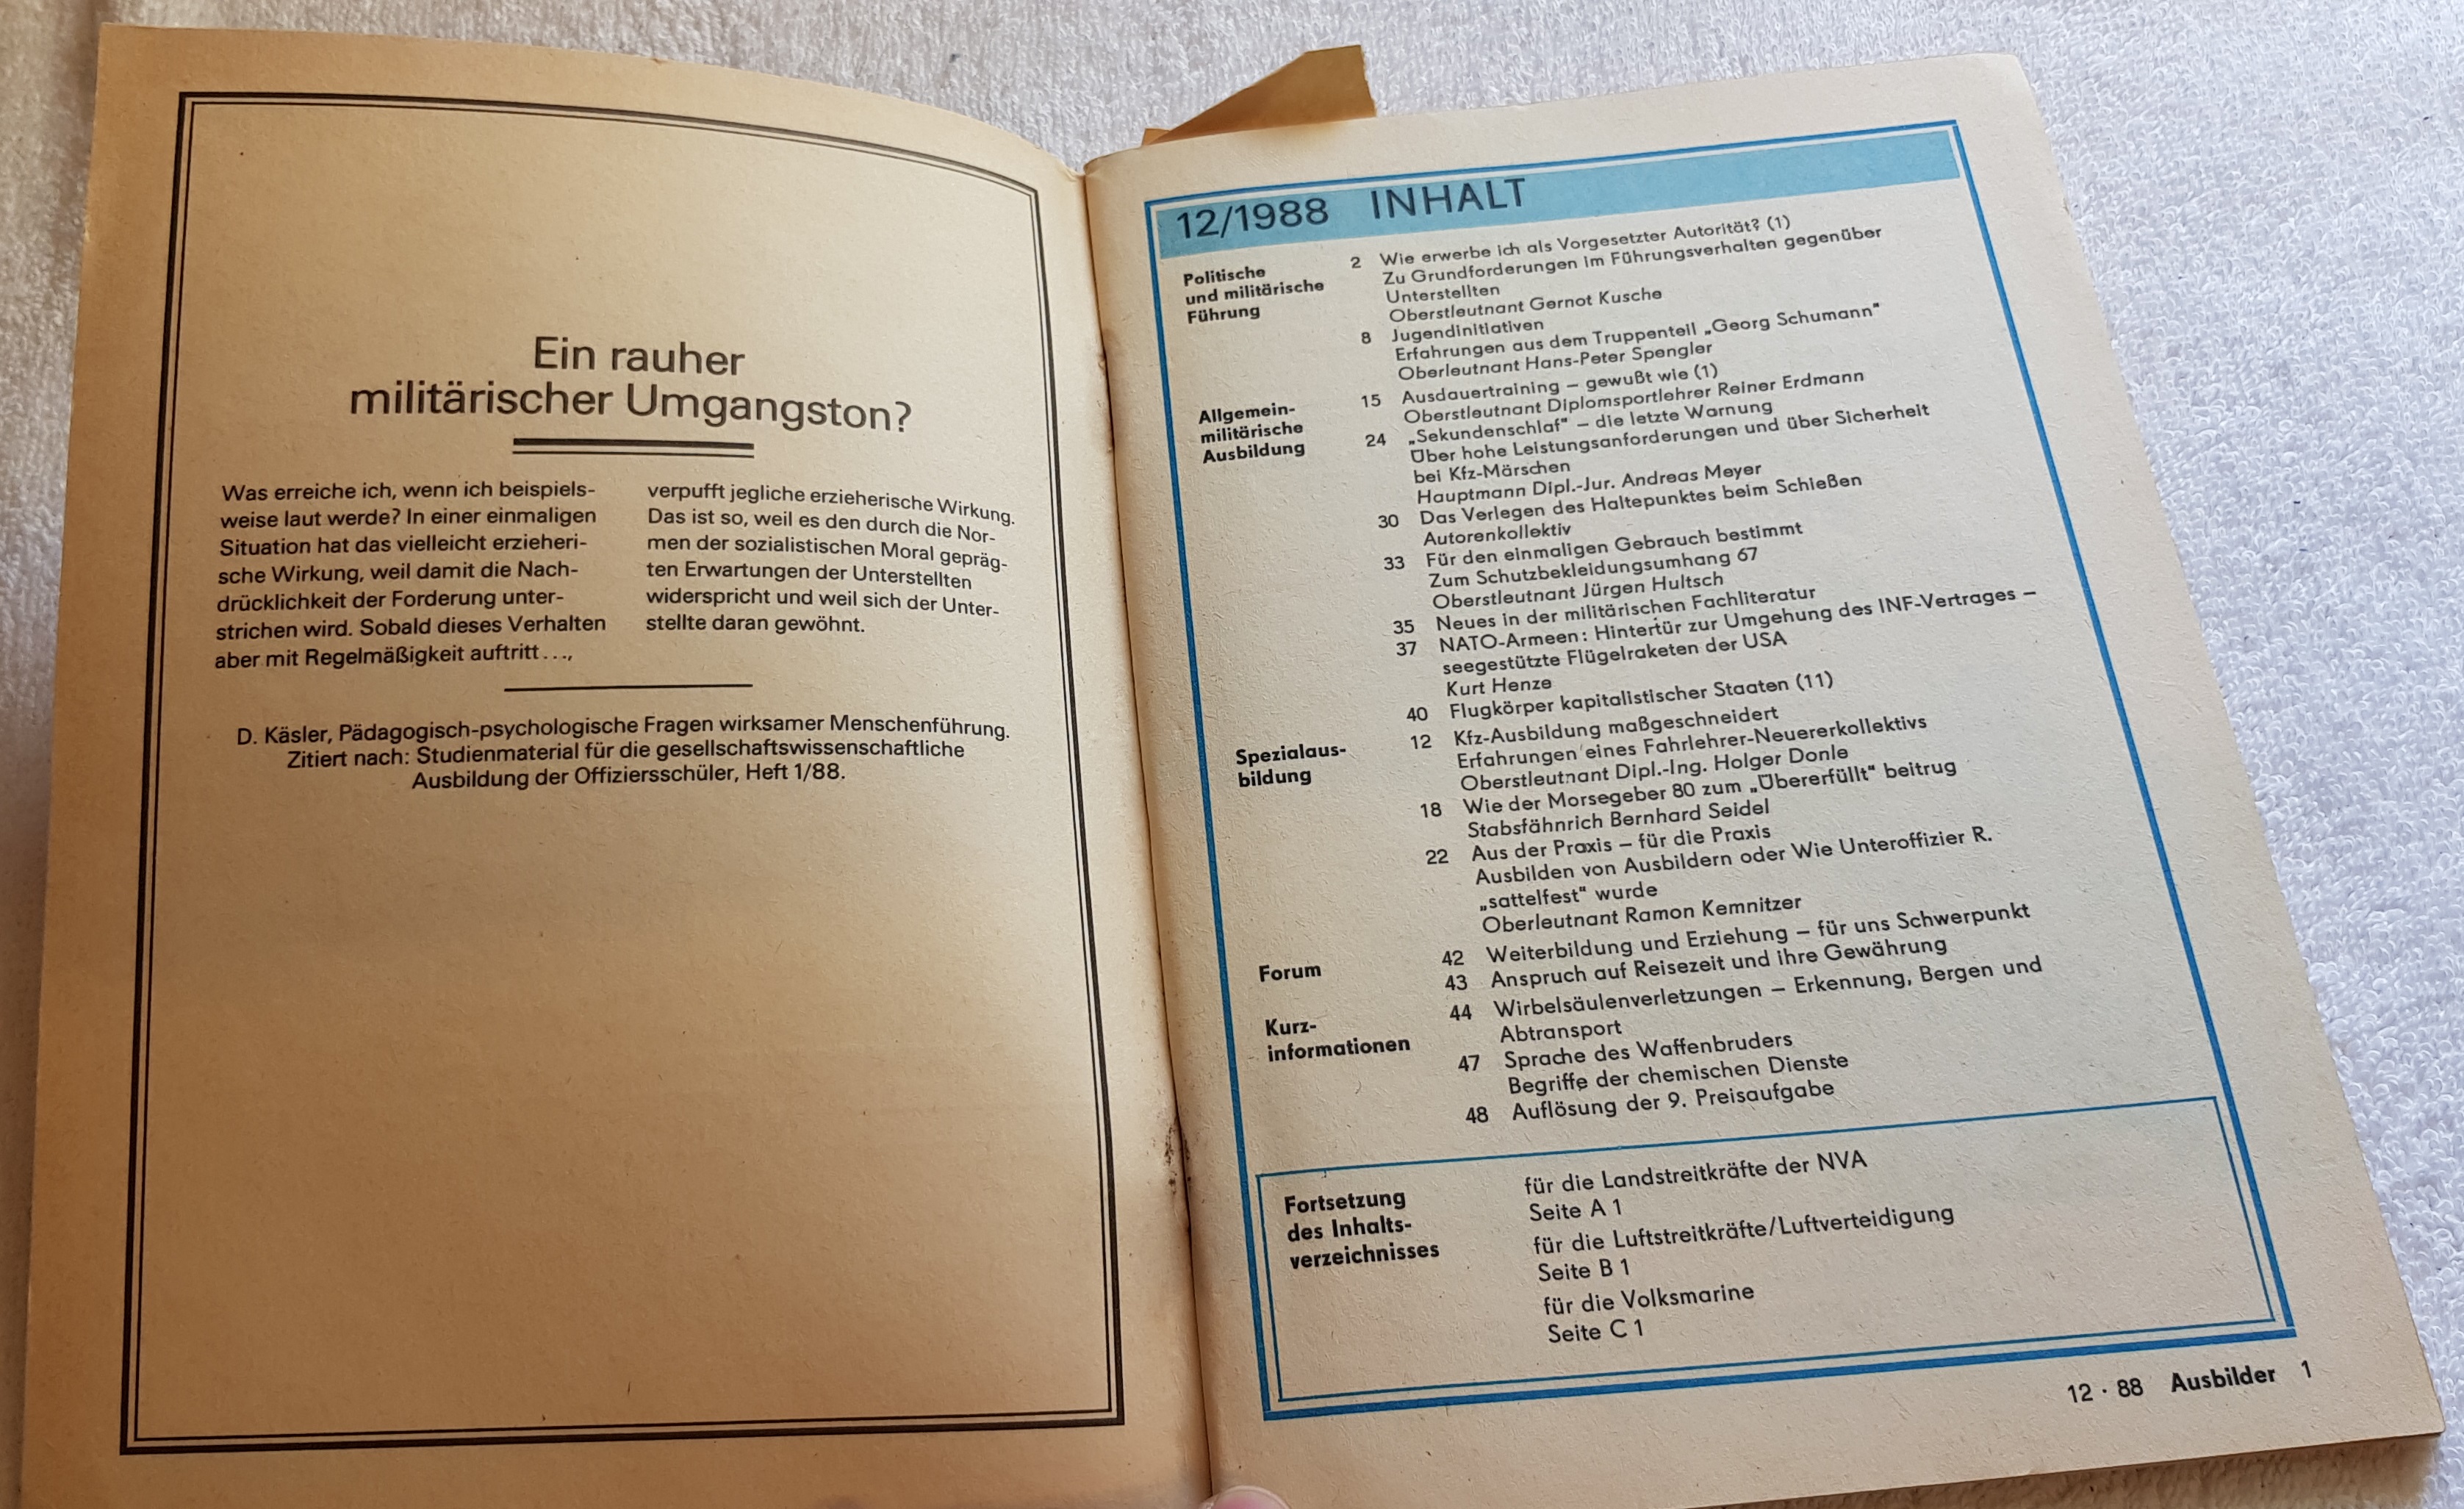 Ein rauher
militärischer Umgangston?
Was erreiche ich, wenn ich beispiels-
weise laut werde? In einer einmaligen
Situation hat das vielleicht erzieheri-
sche Wirkung, weil damit die Nach-
drücklichkeit der Forderung unter-
strichen wird. Sobald dieses Verhalten
aber mit Regelmäßigkeit auftritt . . .,
verpufft jegliche erzieherische Wirkung.
Das ist so, weil es den durch die Nor-
men der sozialistischen Moral gepräg-
ten Erwartungen der Unterstellten
widerspricht und weil sich der Unter-
stellte daran gewöhnt.
D. Käsler, Pädagogisch-psychologische Fragen wirksamer Menschenführung.
Zitiert nach: Studienmaterial für die gesellschaftswissenschaftliche
Ausbildung der Offiziersschüler, Heft 1/88.
12/1988 INHALT
Politische
und militärische
Führung
2 Wie erwerbe ich als Vorgesetzter Autorität? (1)
Zu Grundforderungen im Führungsverhalten gegenüber
Unterstellten
Oberstleutnant Gernot Kusche
8 Jugendinitiativen
Erfahrungen aus dem Truppenteil „Georg Schumann“
Oberleutnant Hans-Peter Spengler
Allgemein-
militärische
Ausbildung
15 Ausdauertraining – gewußt wie (1)
Oberstleutnant Diplomsportlehrer Reiner Erdmann
24 „Sekundenschlaf“ – die letzte Warnung
Über hohe Leistungsanforderungen und über Sicherheit
bei Kfz-Märschen
Hauptmann Dipl.-Jur. Andreas Meyer
30 Das Verlegen des Haltepunktes beim Schießen
Autorenkollektiv
33 Für den einmaligen Gebrauch bestimmt
Zum Schutzbekleidungsumhang 67
Oberstleutnant Jürgen Hultsch
35 Neues in der militärischen Fachliteratur
37 NATO-Armeen: Hintertür zur Umgehung des INF-Vertrages –
seegestützte Flügelraketen der USA
Kurt Henze
40 Flugkörper kapitalistischer Staaten (11)
Spezialaus-
bildung
12 Kfz-Ausbildung maßgeschneidert
Erfahrungen eines Fahrlehrer-Neuererkollektivs
Oberstleutnant Dipl.-Ing. Holger Donle
18 Wie der Morsegeber 80 zum „Übererfüllt“ beitrug
Stabsfähnrich Bernhard Seidel
22 Aus der Praxis – für die Praxis
Ausbilden von Ausbildern oder Wie Unteroffizier R.
„sattelfest“ wurde
Oberleutnant Ramon Kemnitzer
Forum
42 Weiterbildung und Erziehung – für uns Schwerpunkt
43 Anspruch auf Reisezeit und ihre Gewährung
Kurz-
informationen
44 Wirbelsäulenverletzungen – Erkennung, Bergen und
Abtransport
47 Sprache des Waffenbruders
Begriffe der chemischen Dienste
48 Auflösung der 9. Preisaufgabe
Fortsetzung
des Inhalts-
verzeichnisses
für die Landstreitkräfte der NVA
Seite A 1
für die Luftstreitkräfte/Luftverteidigung
Seite B 1
für die Volksmarine
Seite C 1
12 · 88 Ausbilder 1